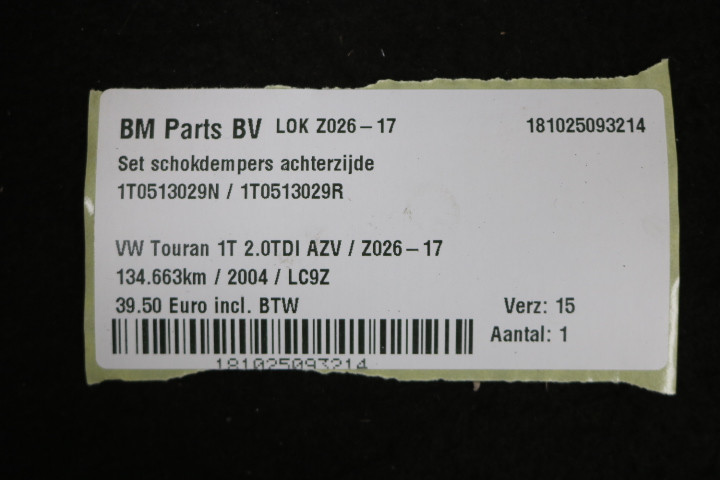 BM Parts BV LOK Z026-17 181025093214
Set schokdempers achterzijde
1T0513029N / 1T0513029R
VW Touran 1T 2.0TDI AZV / Z026-17
134.663km / 2004 / LC9Z
39.50 Euro incl. BTW Verz: 15
Aantal: 1
181025093214